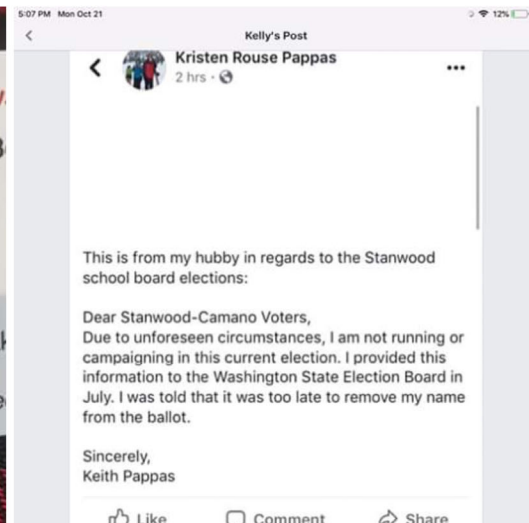 5:07 PM Mon Oct 21
12%
Kelly's Post
Kristen Rouse Pappas
2 hrs ·
This is from my hubby in regards to the Stanwood
school board elections:
Dear Stanwood-Camano Voters,
Due to unforeseen circumstances, I am not running or
campaigning in this current election. I provided this
information to the Washington State Election Board in
July. I was told that it was too late to remove my name
from the ballot.
Sincerely,
Keith Pappas
Like Comment Share